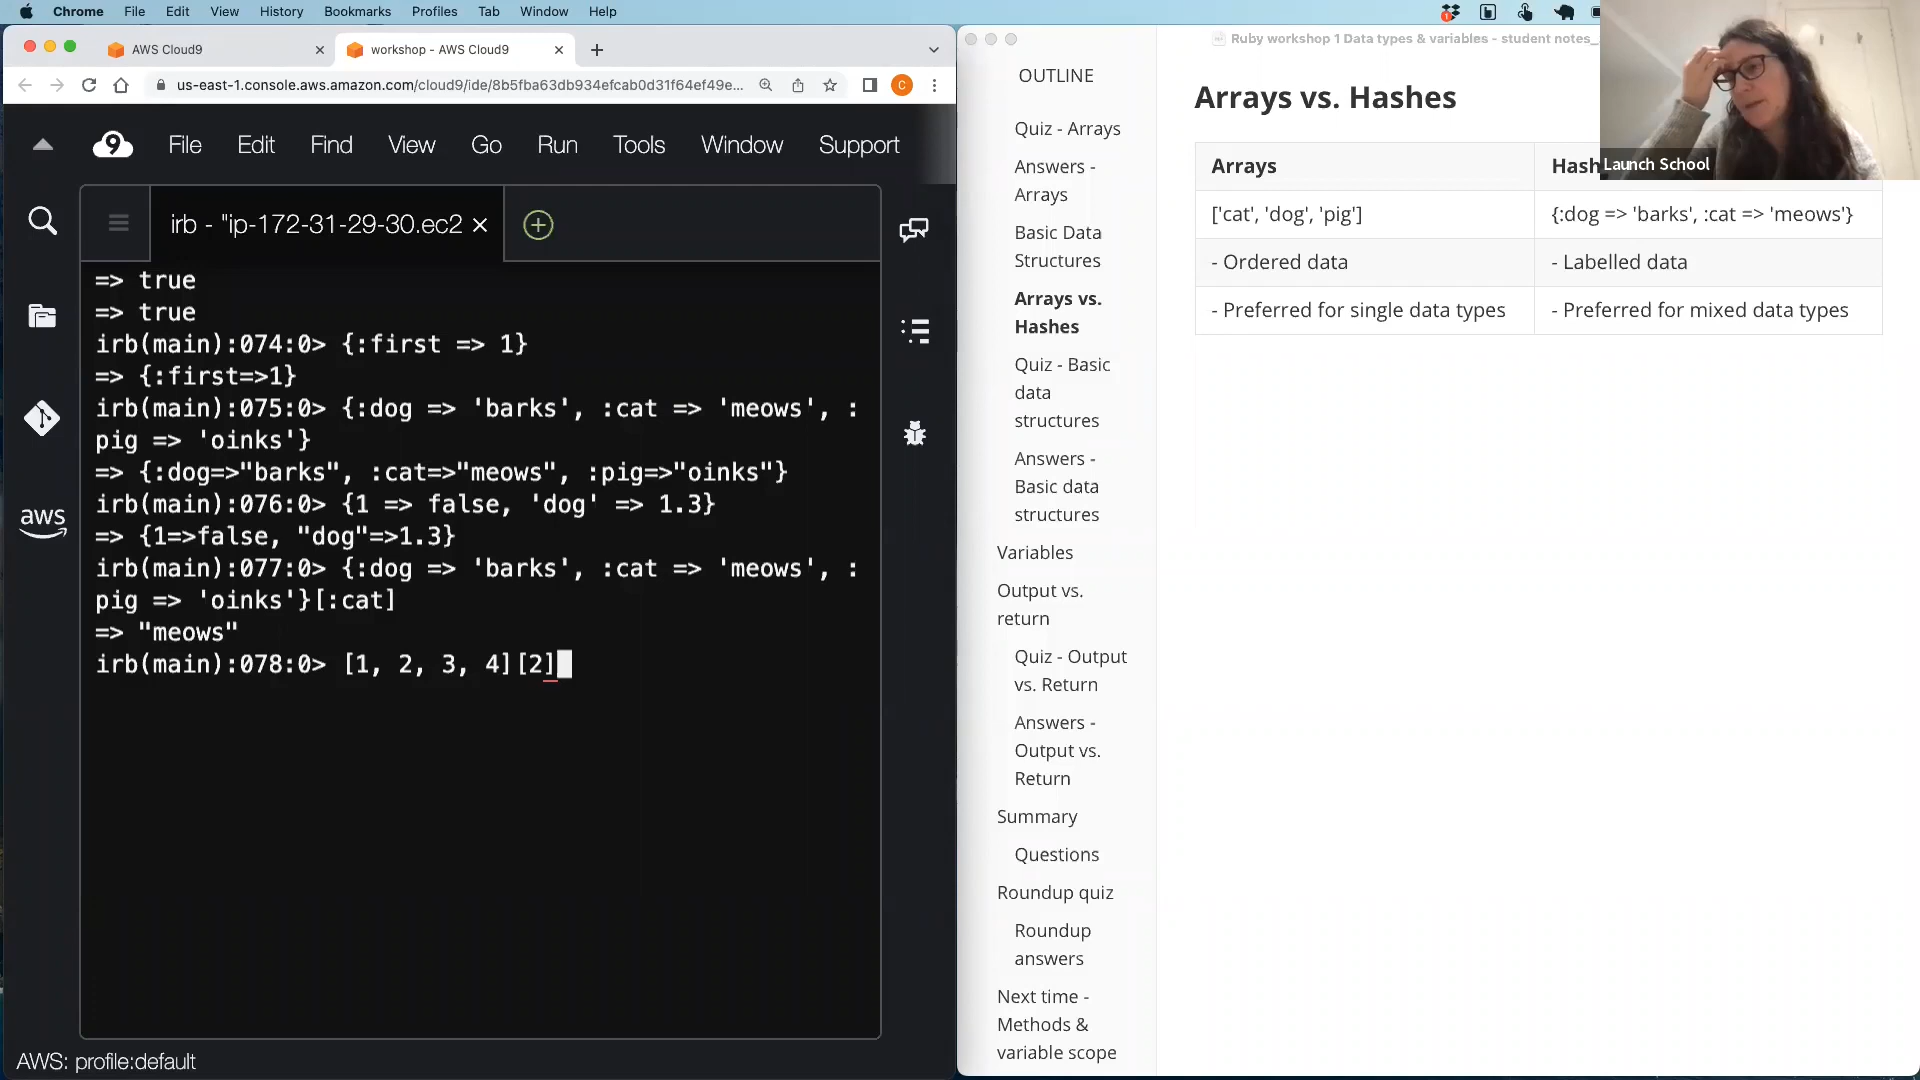 Chrome File Edit View History Bookmarks Profiles Tab Window Help
AWS Cloud9
workshop - AWS Cloud9
us-east-1.console.aws.amazon.com/cloud9/ide/8b5fba63db934efcab0d31f64ef49e...
C
9 File Edit Find View Go Run Tools Window Support
irb - "ip-172-31-29-30.ec2
aws
=> true
=> true
irb(main):074:0> {:first => 1}
=> {:first=>1}
irb(main):075:0> {:dog => 'barks', :cat => 'meows', :
pig => 'oinks'}
=> {:dog=>"barks", :cat=>"meows", :pig=>"oinks"}
irb(main):076:0> {1 => false, 'dog' => 1.3}
=> {1=>false, "dog"=>1.3}
irb(main):077:0> {:dog => 'barks', :cat => 'meows', :
pig => 'oinks'}[:cat]
=> "meows"
irb(main):078:0> [1, 2, 3, 4][2]
AWS: profile:default
Ruby workshop 1 Data types & variables - student notes_
OUTLINE
Quiz - Arrays
Answers -
Arrays
Basic Data
Structures
Arrays vs.
Hashes
Quiz - Basic
data
structures
Answers -
Basic data
structures
Variables
Output vs.
return
Quiz - Output
vs. Return
Answers -
Output vs.
Return
Summary
Questions
Roundup quiz
Roundup
answers
Next time -
Methods &
variable scope
Arrays vs. Hashes
Arrays Hash
['cat', 'dog', 'pig'] {:dog => 'barks', :cat => 'meows'}
- Ordered data - Labelled data
- Preferred for single data types - Preferred for mixed data types
Launch School